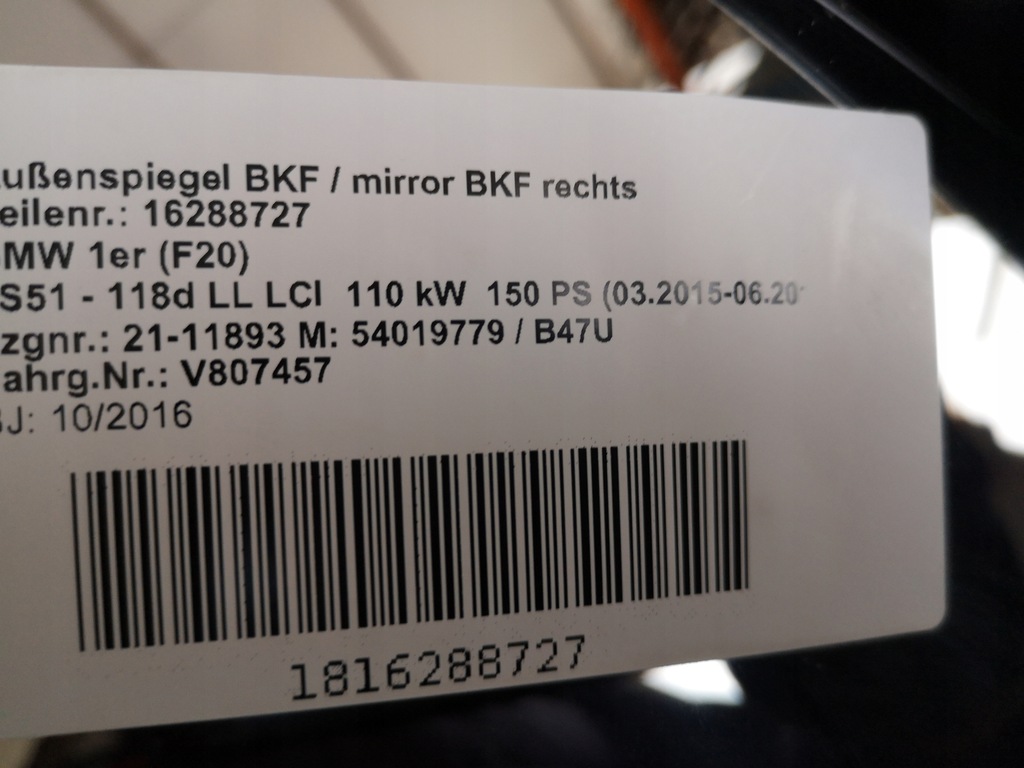 ußenspiegel BKF / mirror BKF rechts
eilenr.: 16288727
MW 1er (F20)
S51 - 118d LL LCI 110 kW 150 PS (03.2015-06.20
zgnr.: 21-11893 M: 54019779 / B47U
ahrg.Nr.: V807457
BJ: 10/2016
1816288727